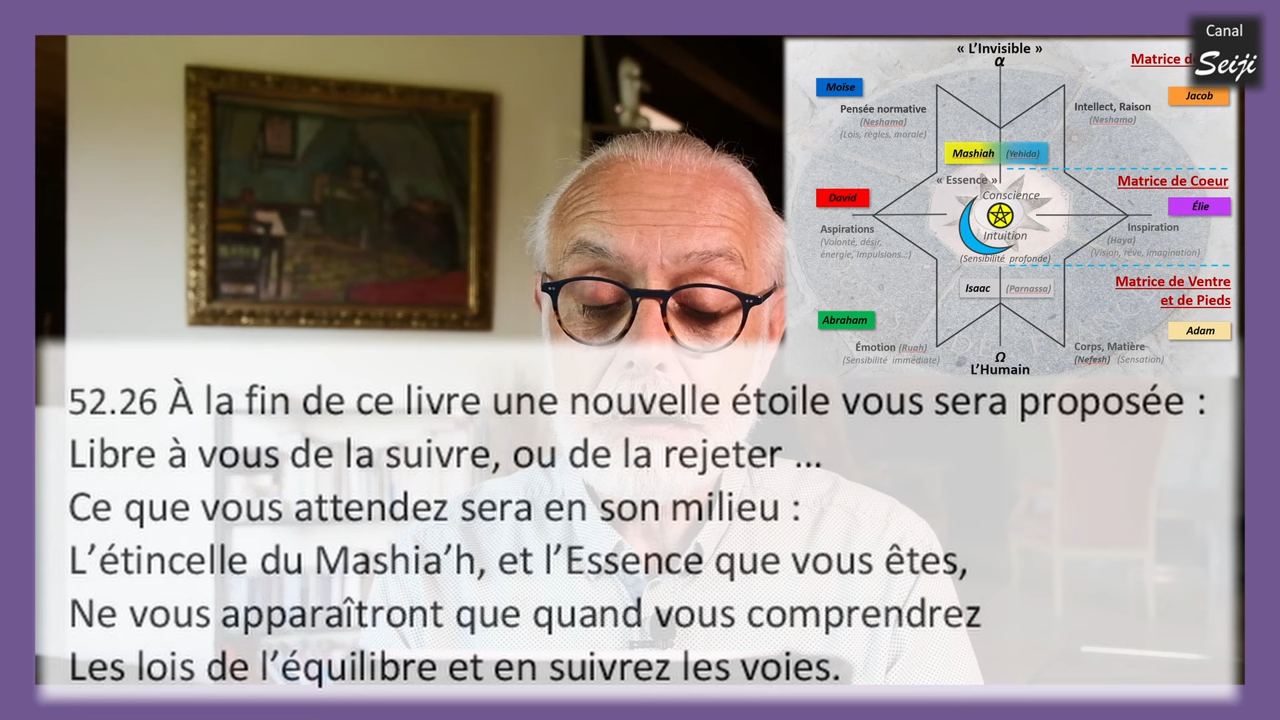 Canal
Seiji
« L'Invisible »
α
Matrice
Moïse
Jacob
Pensée normative
(Neshama)
(Lois, règles, morale)
Intellect, Raison
(Neshama)
Mashiah (Yehida)
Matrice de Coeur
« Essence »
Conscience
David
Élie
Intuition
Aspirations
(Volonté, désir,
énergie, impulsions...)
Inspiration
(Haya)
(Vision, rêve, imagination)
(Sensibilité profonde)
Matrice de Ventre
et de Pieds
Isaac (Parnassa)
Abraham
Adam
Émotion (Ruah)
(Sensibilité immédiate)
Corps, Matière
(Nefesh) (Sensation)
Ω
L'Humain
52.26 À la fin de ce livre une nouvelle étoile vous sera proposée :
Libre à vous de la suivre, ou de la rejeter ...
Ce que vous attendez sera en son milieu :
L’étincelle du Mashia’h, et l’Essence que vous êtes,
Ne vous apparaîtront que quand vous comprendrez
Les lois de l’équilibre et en suivrez les voies.